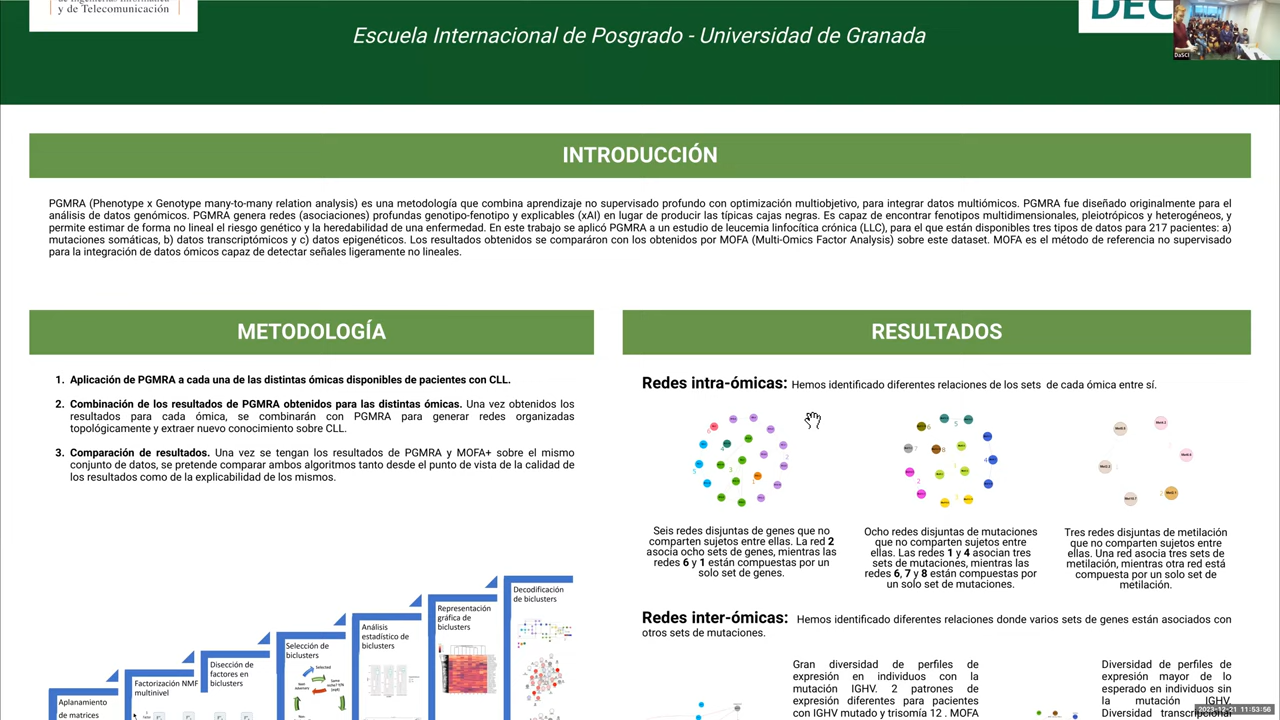 de Ingenierías Informática
y de Telecomunicación
Escuela Internacional de Posgrado - Universidad de Granada
DEC
DaSCI
INTRODUCCIÓN
PGMRA (Phenotype x Genotype many-to-many relation analysis) es una metodología que combina aprendizaje no supervisado profundo con optimización multiobjetivo, para integrar datos multiómicos. PGMRA fue diseñado originalmente para el
análisis de datos genómicos. PGMRA genera redes (asociaciones) profundas genotipo-fenotipo y explicables (xAI) en lugar de producir las típicas cajas negras. Es capaz de encontrar fenotipos multidimensionales, pleiotrópicos y heterogéneos, y
permite estimar de forma no lineal el riesgo genético y la heredabilidad de una enfermedad. En este trabajo se aplicó PGMRA a un estudio de leucemia linfocítica crónica (LLC), para el que están disponibles tres tipos de datos para 217 pacientes: a)
mutaciones somáticas, b) datos transcriptómicos y c) datos epigenéticos. Los resultados obtenidos se compararón con los obtenidos por MOFA (Multi-Omics Factor Analysis) sobre este dataset. MOFA es el método de referencia no supervisado
para la integración de datos ómicos capaz de detectar señales ligeramente no lineales.
METODOLOGÍA
1. Aplicación de PGMRA a cada una de las distintas ómicas disponibles de pacientes con CLL.
2. Combinación de los resultados de PGMRA obtenidos para las distintas ómicas. Una vez obtenidos los
resultados para cada ómica, se combinarán con PGMRA para generar redes organizadas
topológicamente y extraer nuevo conocimiento sobre CLL.
3. Comparación de resultados. Una vez se tengan los resultados de PGMRA y MOFA+ sobre el mismo
conjunto de datos, se pretende comparar ambos algoritmos tanto desde el punto de vista de la calidad de
los resultados como de la explicabilidad de los mismos.
Aplanamiento
de matrices
Factorización NMF
multinivel
Disección de
factores en
biclusters
Selección de
biclusters
Selected
Análisis
estadístico de
biclusters
Representación
gráfica de
biclusters
Decodificación
de biclusters
RESULTADOS
Redes intra-ómicas: Hemos identificado diferentes relaciones de los sets de cada ómica entre sí.
Seis redes disjuntas de genes que no
comparten sujetos entre ellas. La red 2
asocia ocho sets de genes, mientras las
redes 6 y 1 están compuestas por un
solo set de genes.
Ocho redes disjuntas de mutaciones
que no comparten sujetos entre
ellas. Las redes 1 y 4 asocian tres
sets de mutaciones, mientras las
redes 6, 7 y 8 están compuestas por
un solo set de mutaciones.
Tres redes disjuntas de metilación
que no comparten sujetos entre
ellas. Una red asocia tres sets de
metilación, mientras otra red está
compuesta por un solo set de
metilación.
Redes inter-ómicas: Hemos identificado diferentes relaciones donde varios sets de genes están asociados con
otros sets de mutaciones.
Gran diversidad de perfiles de
expresión en individuos con la
mutación IGHV. 2 patrones de
expresión diferentes para pacientes
con IGHV mutado y trisomía 12 . MOFA
Diversidad de perfiles de
expresión mayor de lo
esperado en individuos sin
la mutación IGHV.
Diversidad transcripcional
2023-12-21 11:53:56